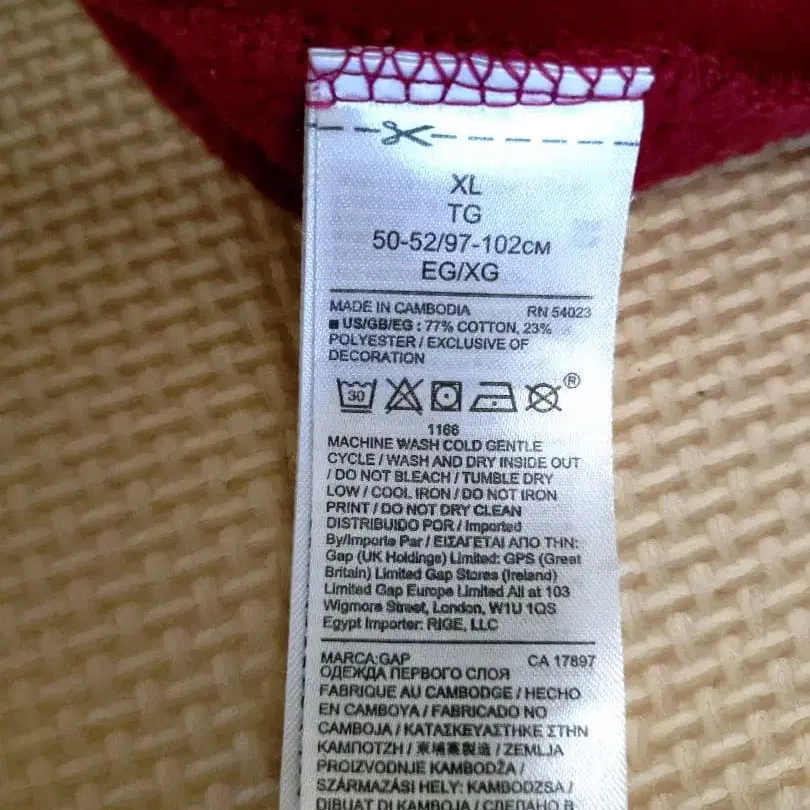 XL
TG
50-52/97-102см
EG/XG
MADE IN CAMBODIA RN 54023
■ US/GB/EG : 77% COTTON, 23%
POLYESTER / EXCLUSIVE OF
DECORATION
30 ®
1166
MACHINE WASH COLD GENTLE
CYCLE / WASH AND DRY INSIDE OUT
/ DO NOT BLEACH / TUMBLE DRY
LOW / COOL IRON / DO NOT IRON
PRINT / DO NOT DRY CLEAN
DISTRIBUIDO POR / Imported
By/Importe Par / ΕΙΣΑΓΕΤΑΙ ΑΠΟ ΤΗΝ:
Gap (UK Holdings) Limited: GPS (Great
Britain) Limited Gap Stores (Ireland)
Limited Gap Europe Limited All at 103
Wigmore Street, London, W1U 1QS
Egypt Importer: RIGE, LLC
MARCA:GAP CA 17897
ОДЕЖДА ПЕРВОГО СЛОЯ
FABRIQUE AU CAMBODGE / HECHO
EN CAMBOYA / FABRICADO NO
CAMBOJA / ΚΑΤΑΣΚΕΥΑΣΤΗΚΕ ΣΤΗΝ
ΚΑΜΠΟΤΖΗ / 柬埔寨製造 / ZEMLJA
PROIZVODNJE KAMBODŽA /
SZÁRMAZÁSI HELY: KAMBODZSA /
DIBUAT DI KAMBOJA / СДЕЛАНО В